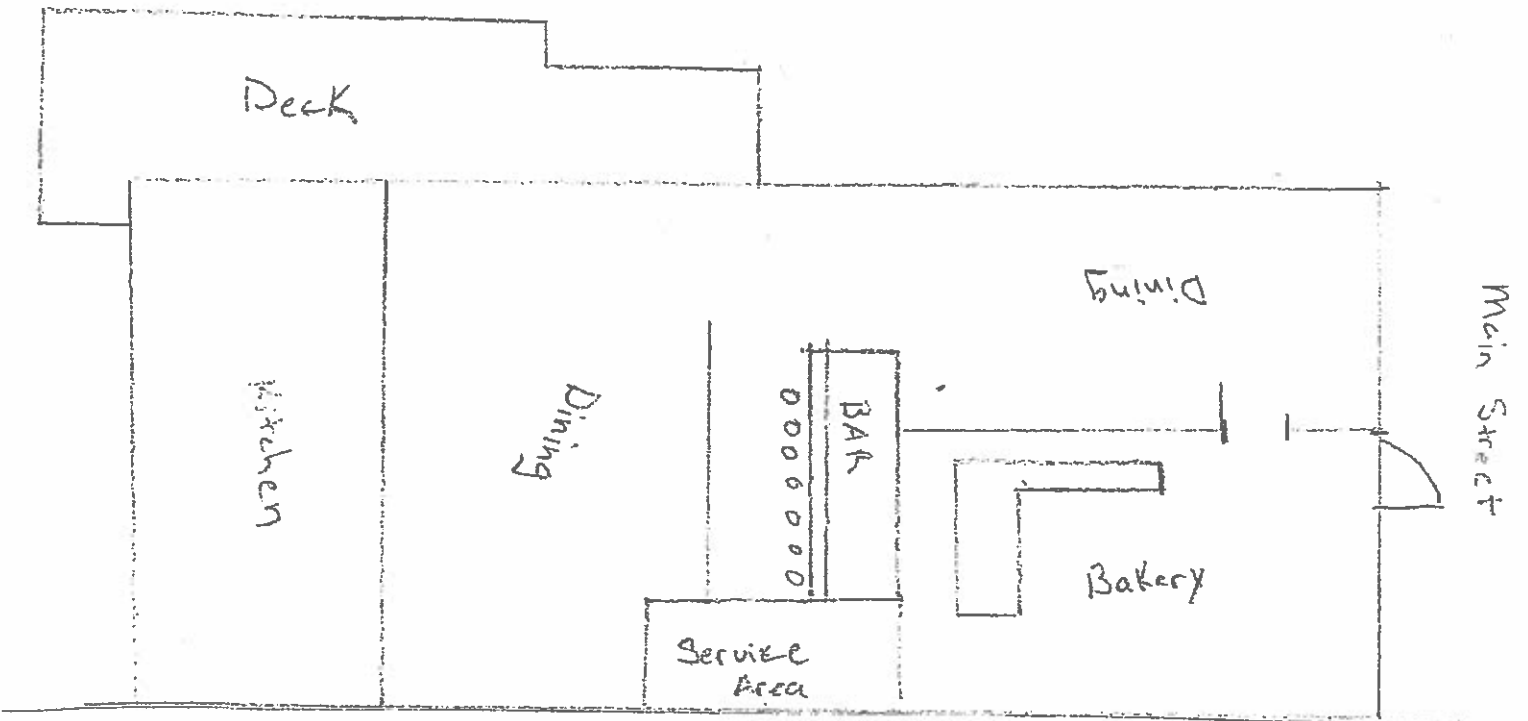 Deck
Dining
Main Street
Kitchen
Dining
BAR
Bakery
Service
Area